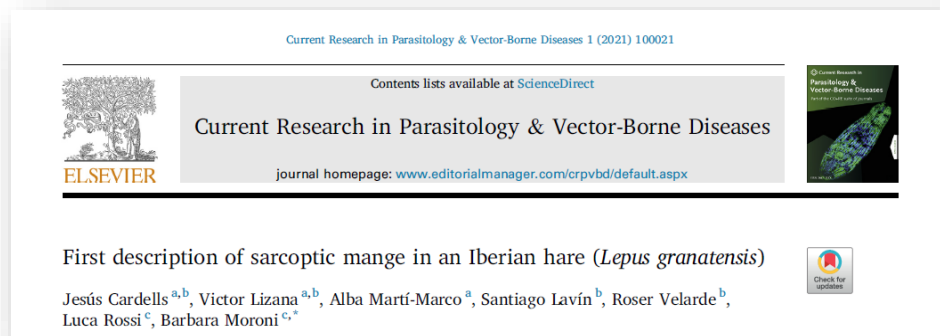 Current Research in Parasitology & Vector-Borne Diseases 1 (2021) 100021
Contents lists available at ScienceDirect
Current Research in Parasitology & Vector-Borne Diseases
journal homepage: www.editorialmanager.com/crpvbd/default.aspx
ELSEVIER
Current Research in
Parasitology &
Vector-Borne Diseases
First description of sarcoptic mange in an Iberian hare (Lepus granatensis)
Check for
updates
Jesús Cardells a,b, Victor Lizana a,b, Alba Martí-Marco a, Santiago Lavín b, Roser Velarde b,
Luca Rossi c, Barbara Moroni c,*